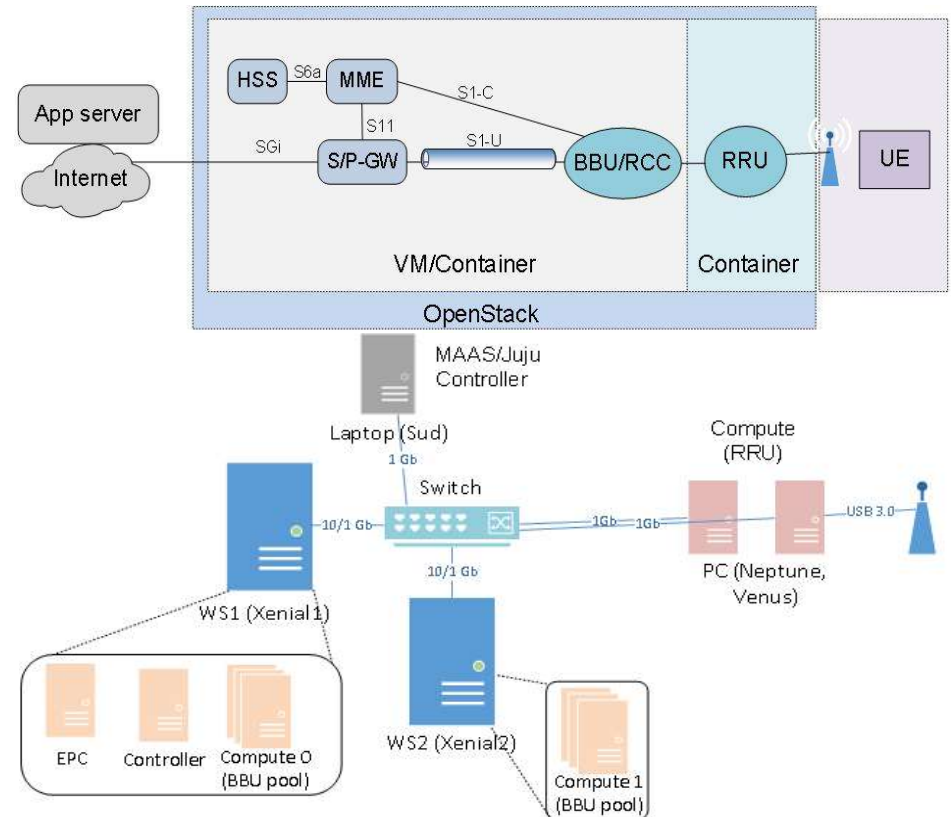 HSS
S6a
MME
S1-C
App server
S11
SGi
S1-U
Internet
S/P-GW
BBU/RCC
RRU
UE
VM/Container
Container
OpenStack
MAAS/Juju
Controller
Laptop (Sud)
1 Gb
Compute
(RRU)
Switch
10/1 Gb
1Gb
1Gb
USB 3.0
10/1 Gb
PC (Neptune,
Venus)
WS1 (Xenial1)
WS2 (Xenial2)
EPC
Controller
Compute 0
(BBU pool)
Compute 1
(BBU pool)